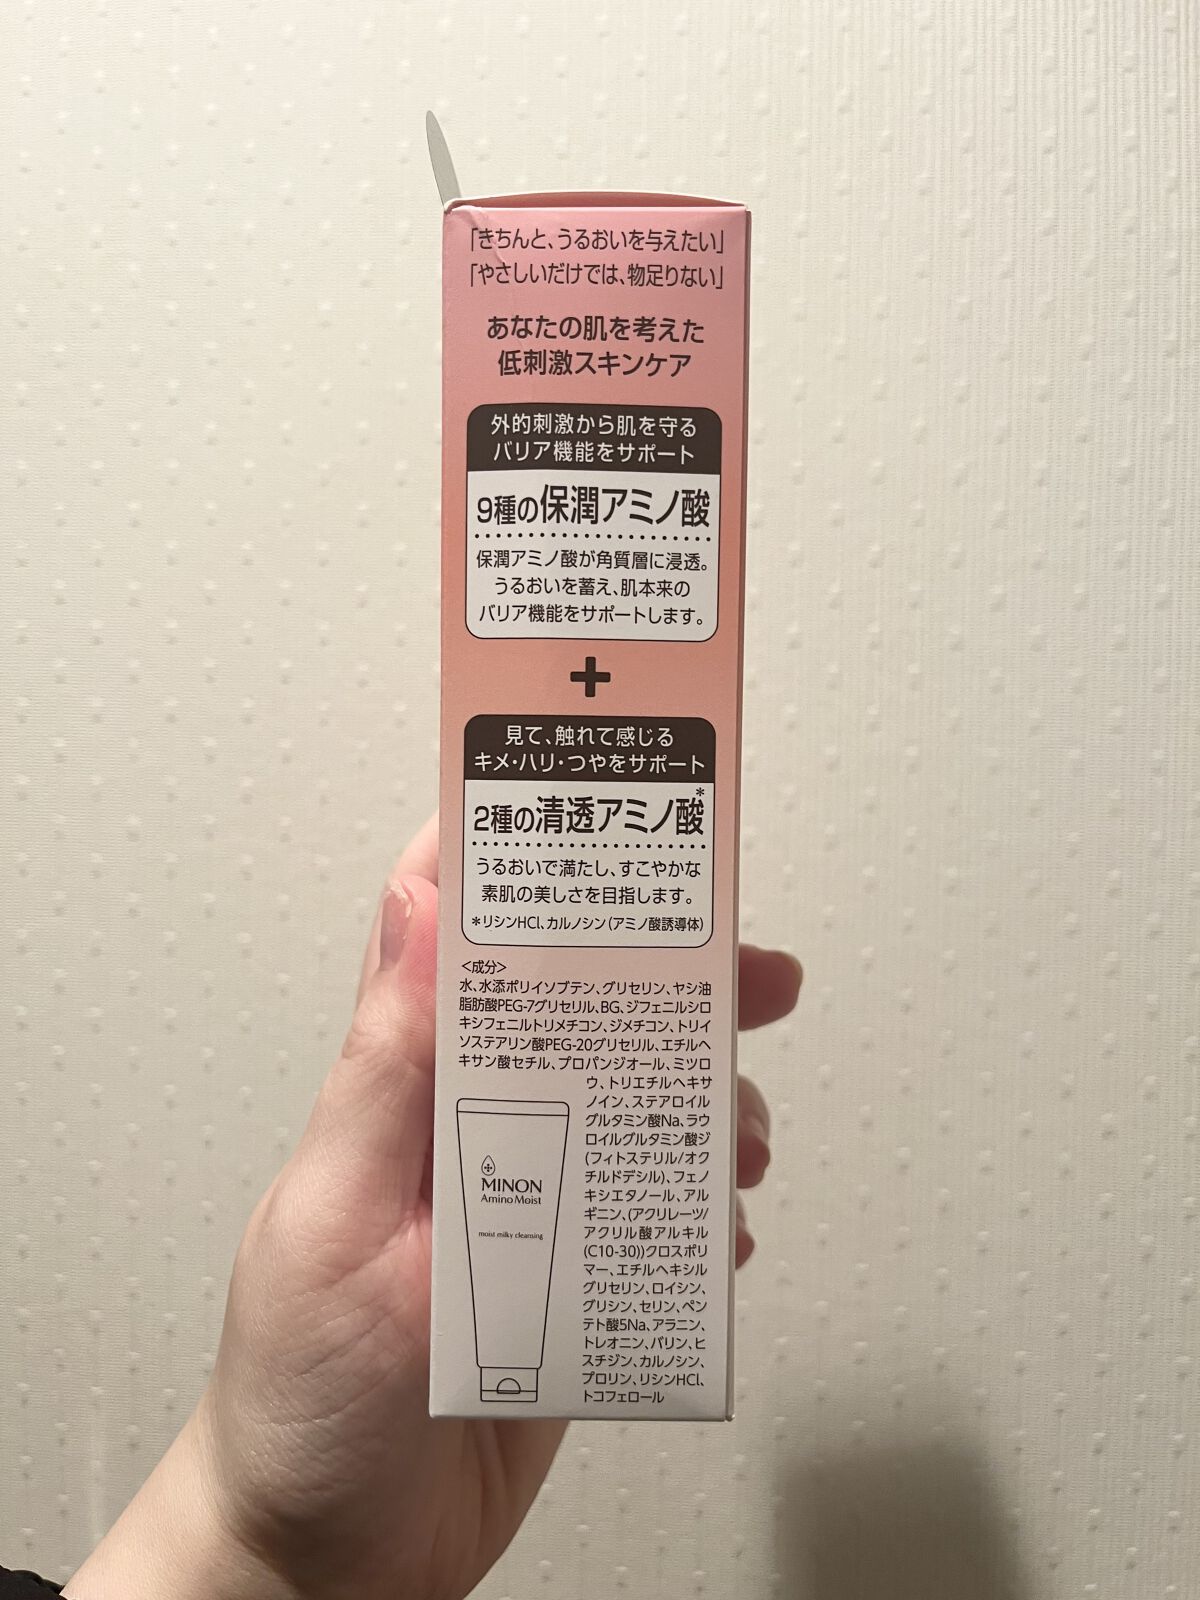 「きちんと、うるおいを与えたい」
「やさしいだけでは、物足りない」
あなたの肌を考えた
低刺激スキンケア
外的刺激から肌を守る
バリア機能をサポート
9種の保潤アミノ酸
保潤アミノ酸が角質層に浸透。
うるおいを蓄え、肌本来の
バリア機能をサポートします。
+
見て、触れて感じる
キメ・ハリ・つやをサポート
2種の清透アミノ酸*
うるおいで満たし、すこやかな
素肌の美しさを目指します。
*リシンHCl、カルノシン(アミノ酸誘導体)
<成分>
水、水添ポリイソブテン、グリセリン、ヤシ油
脂肪酸PEG-7グリセリル、BG、ジフェニルシロ
キシフェニルトリメチコン、ジメチコン、トリイ
ソステアリン酸PEG-20グリセリル、エチルヘ
キサン酸セチル、プロパンジオール、ミツロ
ウ、トリエチルヘキサ
ノイン、ステアロイル
グルタミン酸Na、ラウ
ロイルグルタミン酸ジ
(フィトステリル/オク
チルドデシル)、フェノ
キシエタノール、アル
ギニン、(アクリレーツ/
アクリル酸アルキル
(C10-30))クロスポリ
マー、エチルヘキシル
グリセリン、ロイシン、
グリシン、セリン、ペン
テト酸5Na、アラニン、
トレオニン、バリン、ヒ
スチジン、カルノシン、
プロリン、リシンHCl、
トコフェロール
MINON
Amino Moist
moist milky cleansing